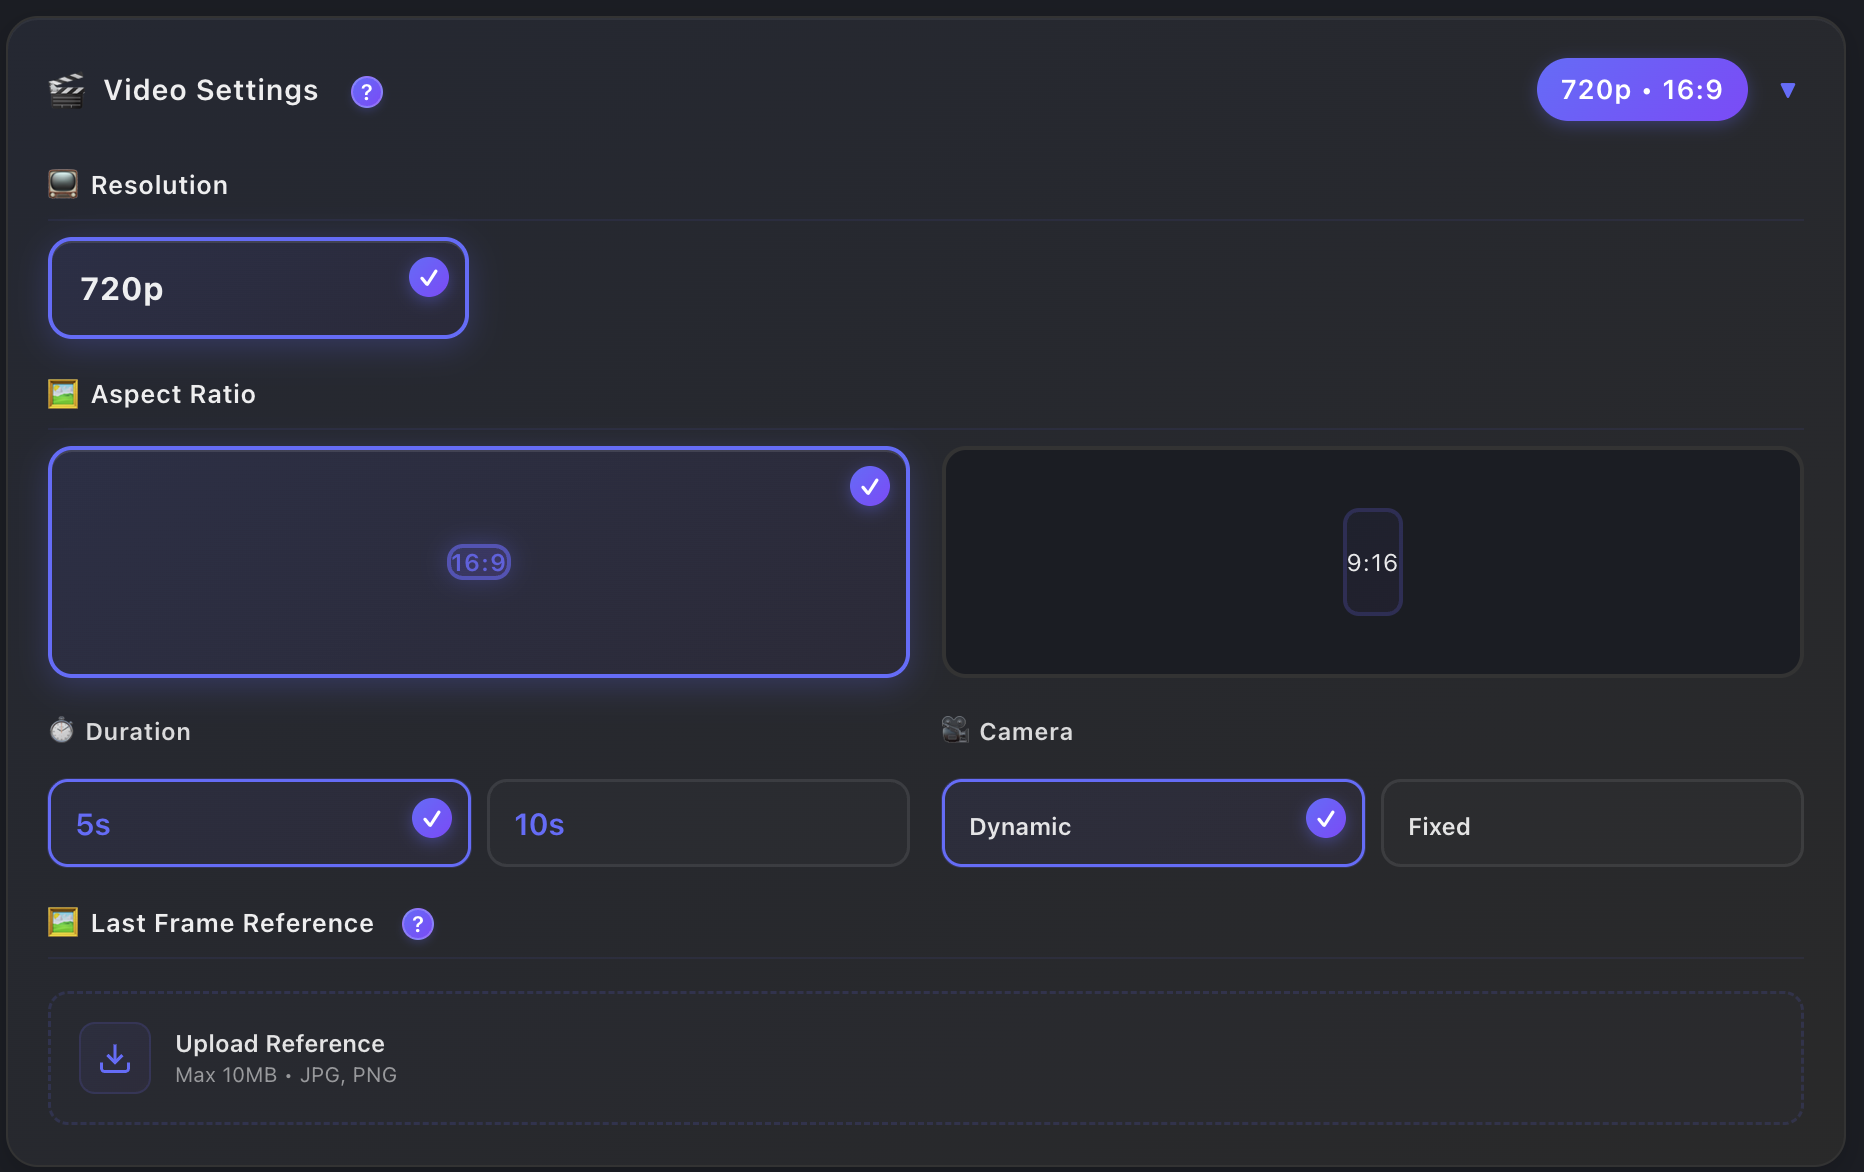 Video Settings ?
720p • 16:9 ▼
Resolution
720p
Aspect Ratio
16:9
9:16
Duration
Camera
5s
10s
Dynamic
Fixed
Last Frame Reference ?
Upload Reference
Max 10MB • JPG, PNG